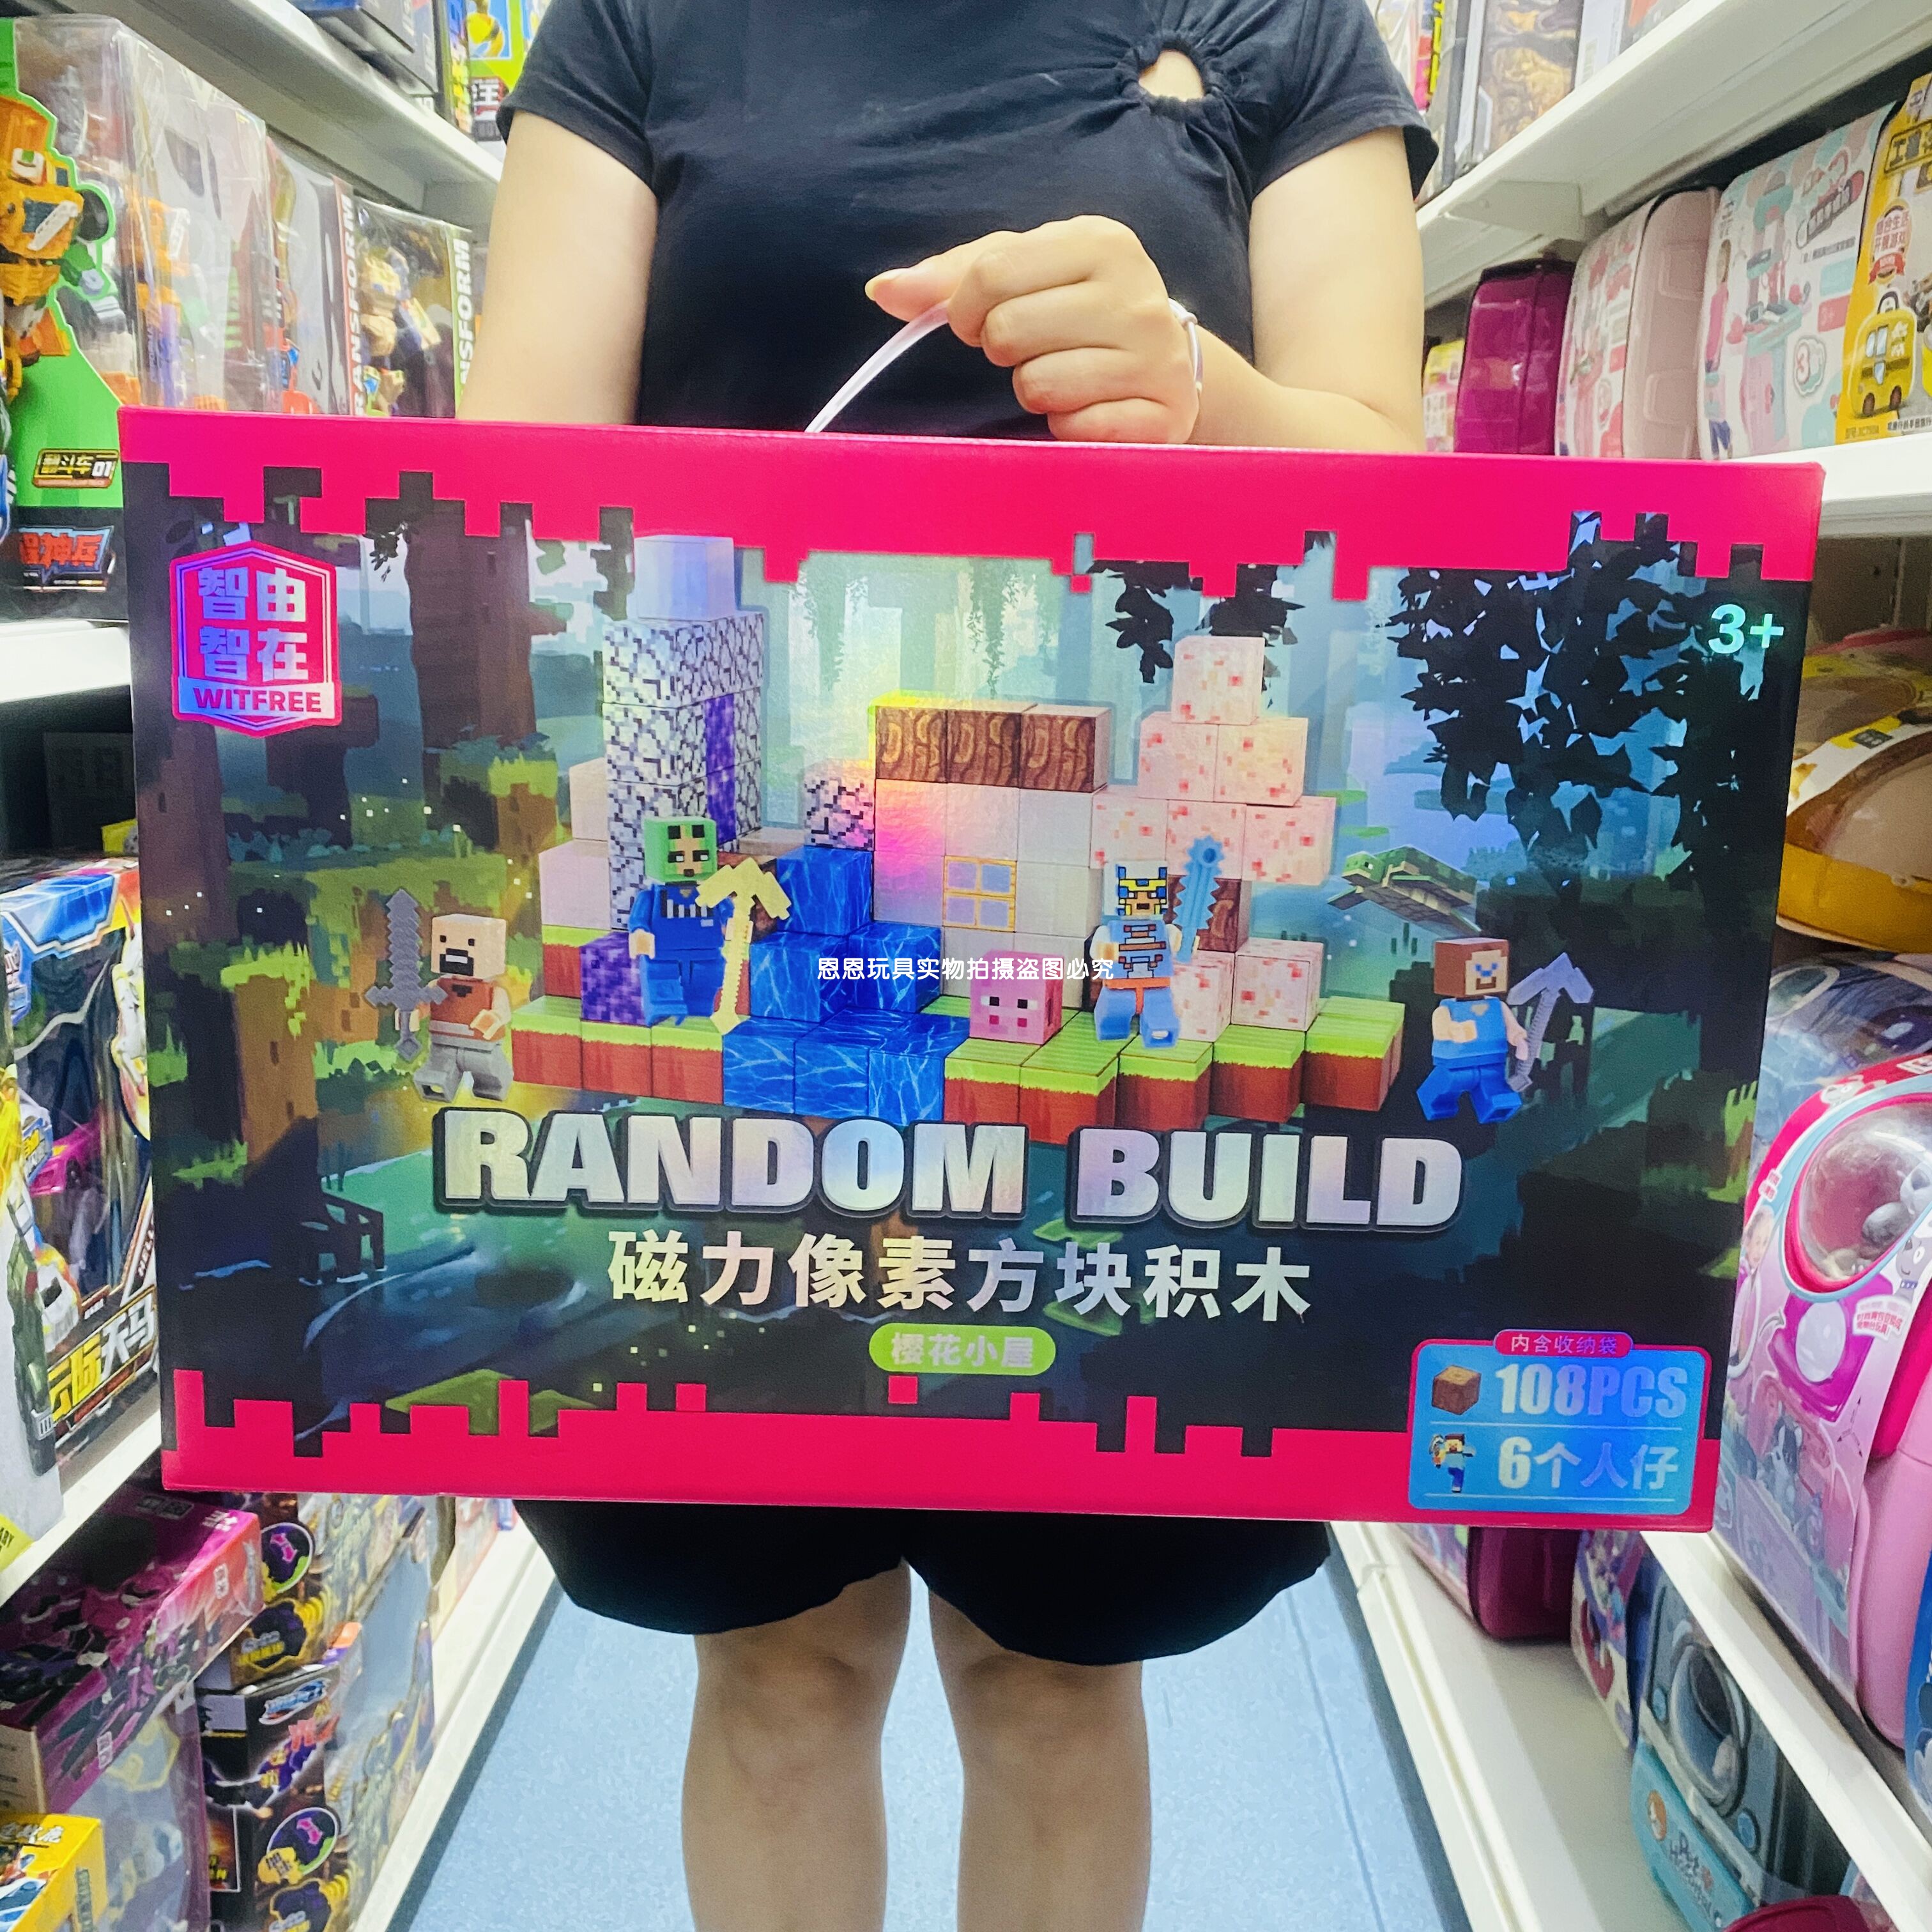 智由
智在
WITFREE
3+
恩恩玩具实物拍摄盗图必究
RANDOM BUILD
磁力像素方块积木
樱花小屋
内含收纳袋
108PCS
6个人仔
TRANSFORM
01